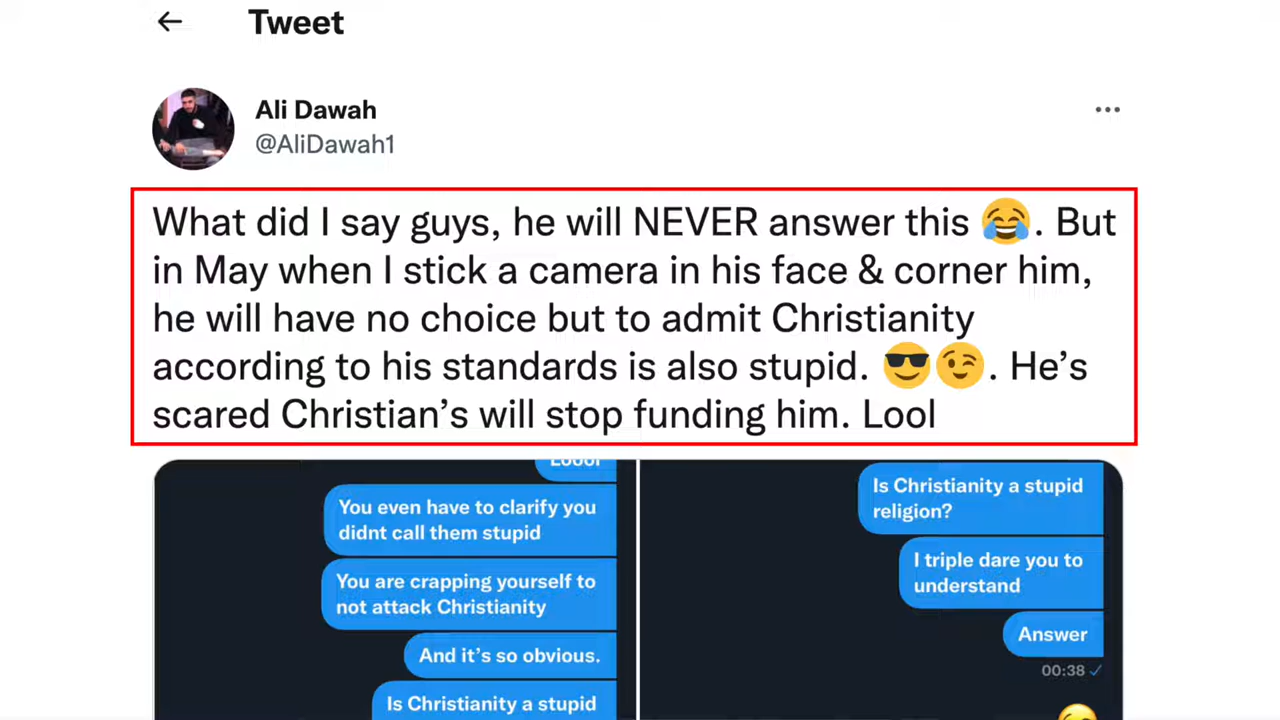 Tweet
Ali Dawah
@AliDawah1
What did I say guys, he will NEVER answer this 😂. But
in May when I stick a camera in his face & corner him,
he will have no choice but to admit Christianity
according to his standards is also stupid. 😎😉. He's
scared Christian's will stop funding him. Lool
Loool
You even have to clarify you
didnt call them stupid
You are crapping yourself to
not attack Christianity
And it's so obvious.
Is Christianity a stupid
Is Christianity a stupid
religion?
I triple dare you to
understand
Answer
00:38